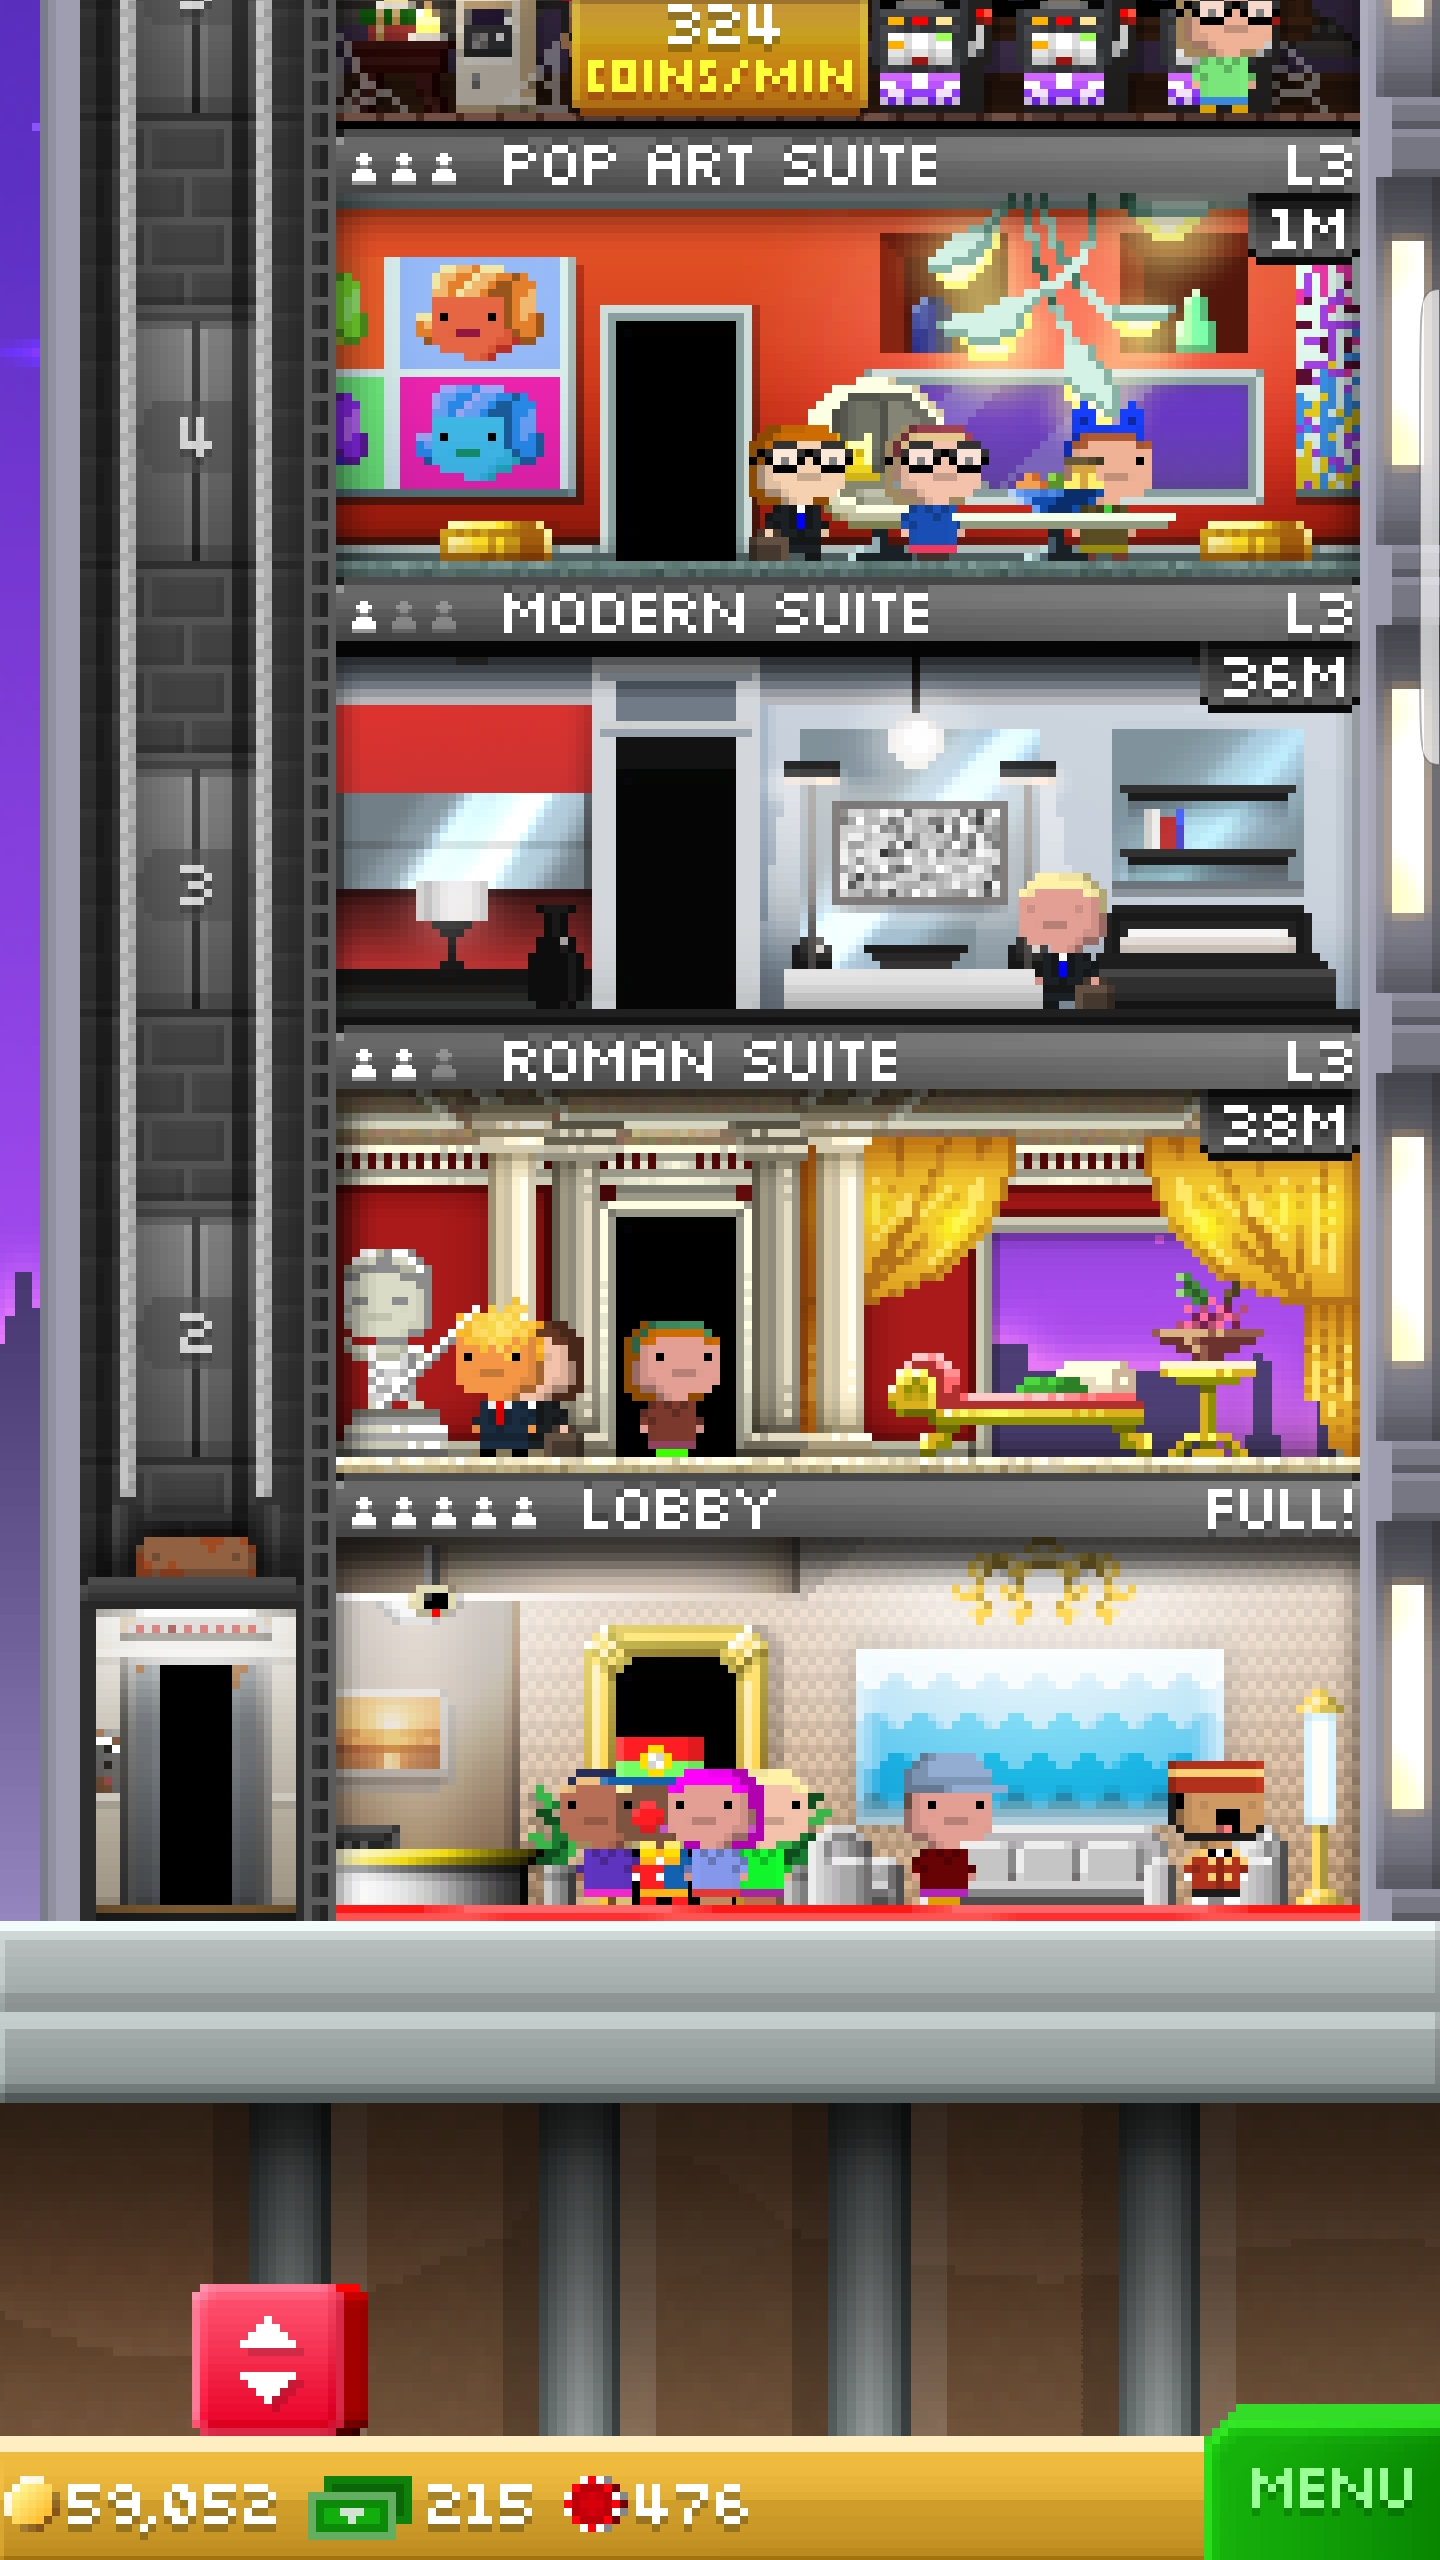 324
COINS/MIN
POP ART SUITE L3
1M
4
MODERN SUITE L3
36M
3
ROMAN SUITE L3
38M
2
LOBBY FULL!
59,052 215 476 MENU